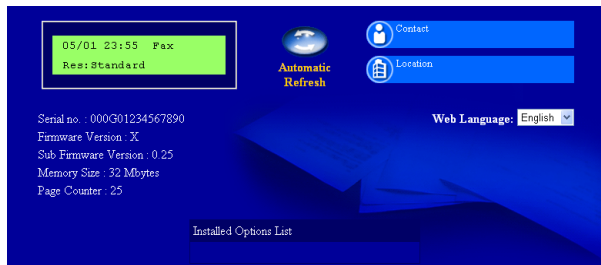 05/01 23:55 Fax
Res:Standard
Automatic
Refresh
Contact
Location
Serial no. : 000G01234567890
Firmware Version : X
Sub Firmware Version : 0.25
Memory Size : 32 Mbytes
Page Counter : 25
Web Language: English
Installed Options List